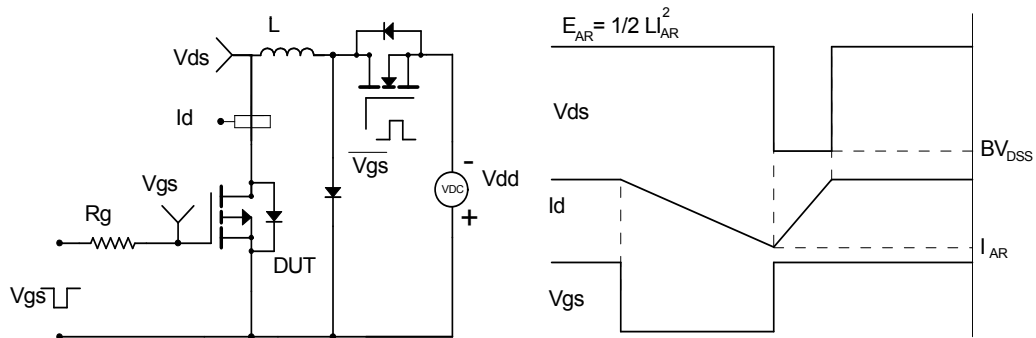 L
Vds
Id
Vgs
Vgs
Rg
DUT
Vgs
VDC
-
+
Vdd
E_AR = 1/2 LI_AR^2
Vds
BV_DSS
Id
I_AR
Vgs